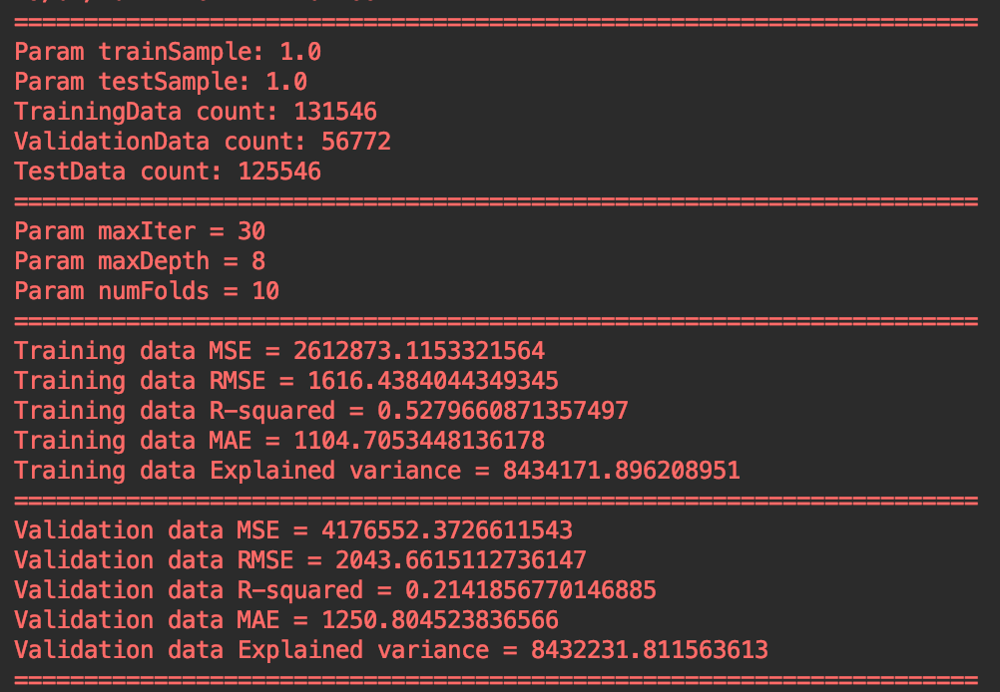 ======================================================================
Param trainSample: 1.0
Param testSample: 1.0
TrainingData count: 131546
ValidationData count: 56772
TestData count: 125546
======================================================================
Param maxIter = 30
Param maxDepth = 8
Param numFolds = 10
======================================================================
Training data MSE = 2612873.1153321564
Training data RMSE = 1616.4384044349345
Training data R-squared = 0.5279660871357497
Training data MAE = 1104.7053448136178
Training data Explained variance = 8434171.896208951
======================================================================
Validation data MSE = 4176552.3726611543
Validation data RMSE = 2043.6615112736147
Validation data R-squared = 0.2141856770146885
Validation data MAE = 1250.804523836566
Validation data Explained variance = 8432231.811563613
======================================================================